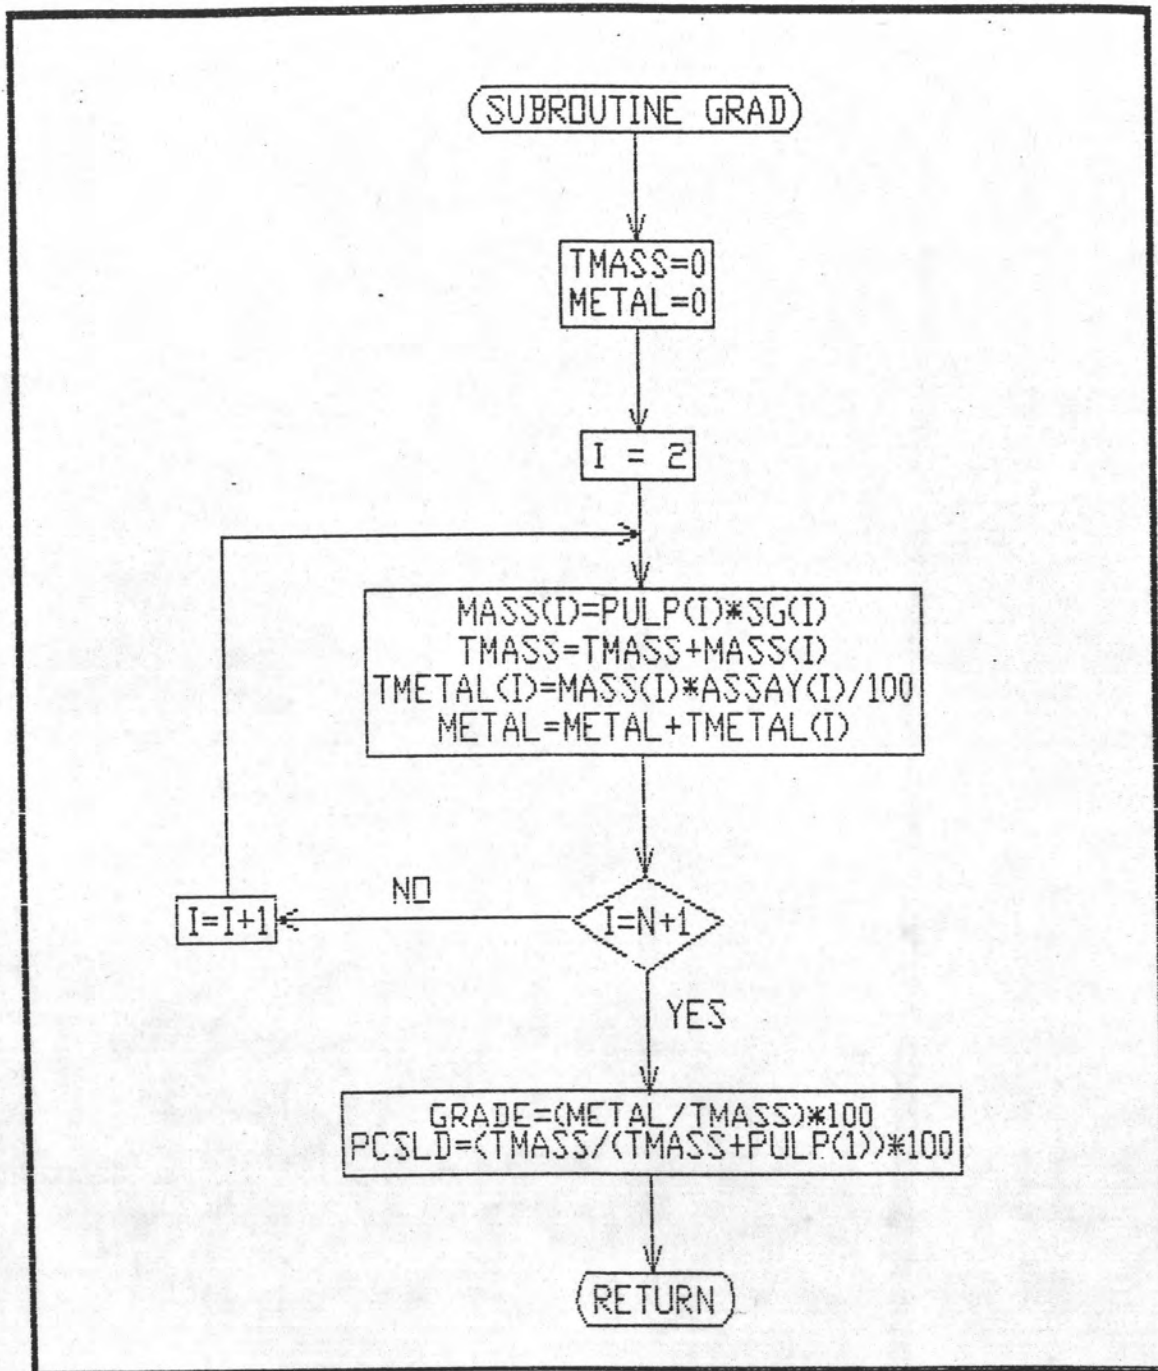 SUBROUTINE GRAD
TMASS=0
METAL=0
I = 2
MASS(I)=PULP(I)*SG(I)
TMASS=TMASS+MASS(I)
TMETAL(I)=MASS(I)*ASSAY(I)/100
METAL=METAL+TMETAL(I)
NO
I=I+1
I=N+1
YES
GRADE=(METAL/TMASS)*100
PCSLD=(TMASS/(TMASS+PULP(1))*100
RETURN